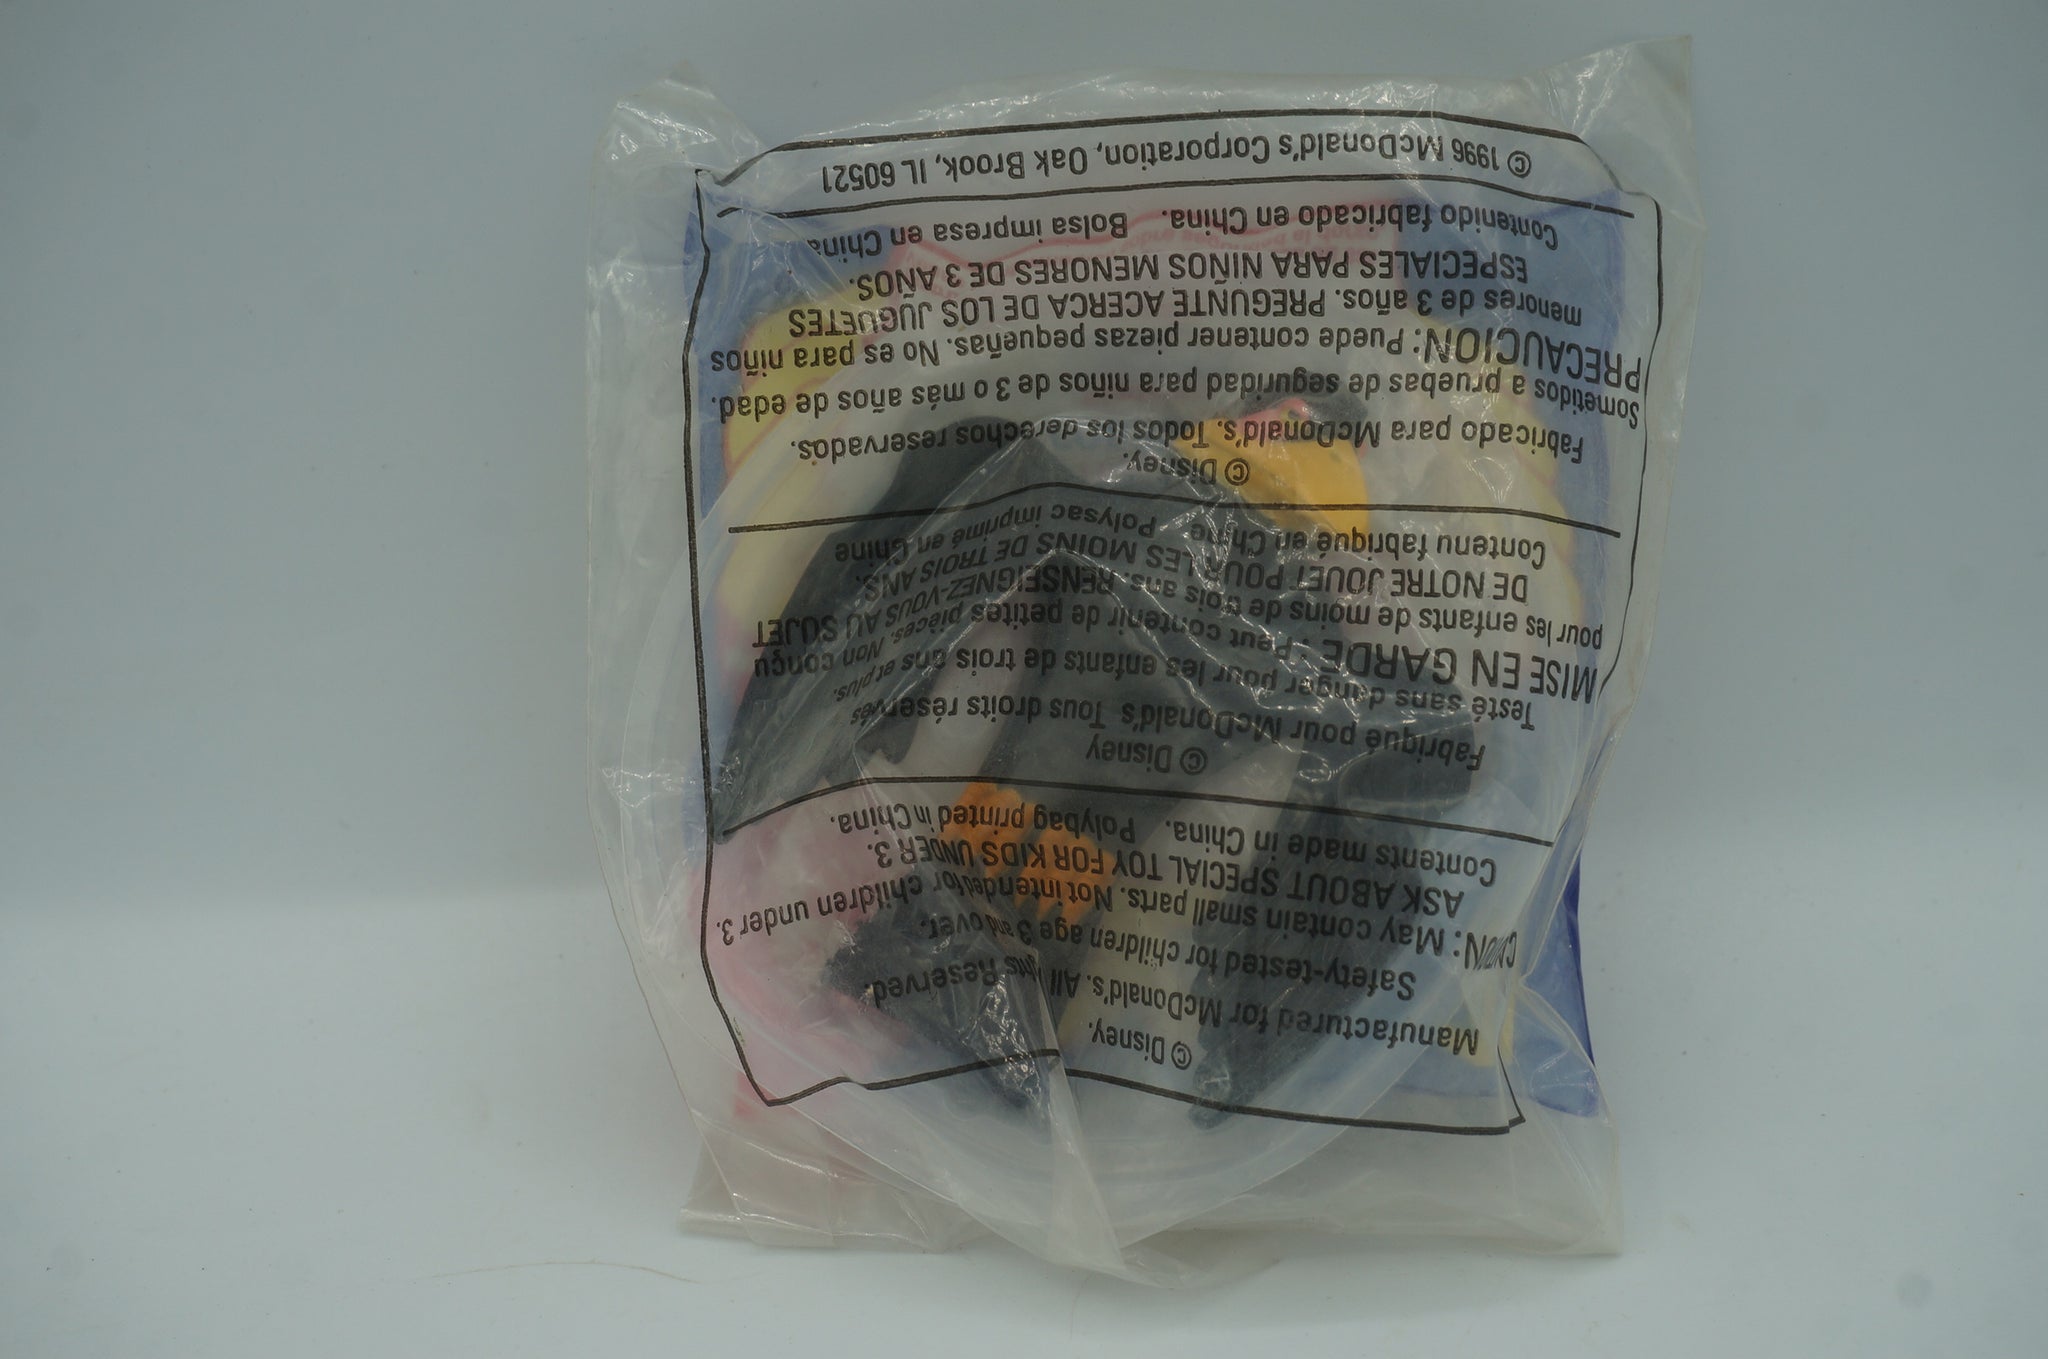 © Disney.
Manufactured for McDonald's. All Rights Reserved.
Safety-tested for children age 3 and over.
CAUTION: May contain small parts. Not intended for children under 3.
ASK ABOUT SPECIAL TOY FOR KIDS UNDER 3.
Contents made in China. Polybag printed in China.
© Disney
Fabriqué pour McDonald's Tous droits réservés
Testé sans danger pour les enfants de trois ans et plus.
MISE EN GARDE : Peut contenir de petites pièces. Non conçu
pour les enfants de moins de trois ans. RENSEIGNEZ-VOUS AU SUJET
DE NOTRE JOUET POUR LES MOINS DE TROIS ANS.
Contenu fabriqué en Chine Polysac imprimé en Chine
© Disney.
Fabricado para McDonald's. Todos los derechos reservados.
Sometidos a pruebas de seguridad para niños de 3 o más años de edad.
PRECAUCION: Puede contener piezas pequeñas. No es para niños
menores de 3 años. PREGUNTE ACERCA DE LOS JUGUETES
ESPECIALES PARA NIÑOS MENORES DE 3 AÑOS.
Contenido fabricado en China. Bolsa impresa en China
© 1996 McDonald's Corporation, Oak Brook, IL 60521